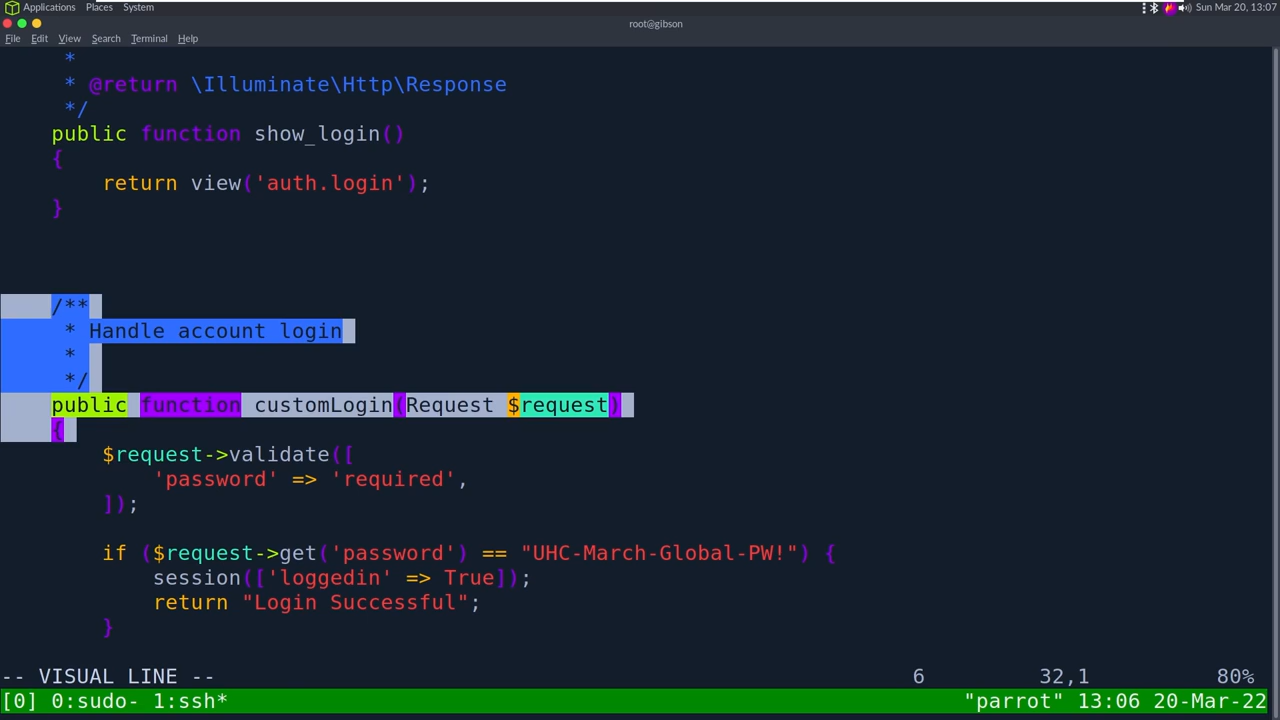 Applications Places System
Sun Mar 20, 13:07
root@gibson
File Edit View Search Terminal Help
*
* @return \Illuminate\Http\Response
*/
public function show_login()
{
return view('auth.login');
}
/**
* Handle account login
*
*/
public function customLogin(Request $request)
{
$request->validate([
'password' => 'required',
]);
if ($request->get('password') == "UHC-March-Global-PW!") {
session(['loggedin' => True]);
return "Login Successful";
}
-- VISUAL LINE -- 6 32,1 80%
[0] 0:sudo- 1:ssh* "parrot" 13:06 20-Mar-22